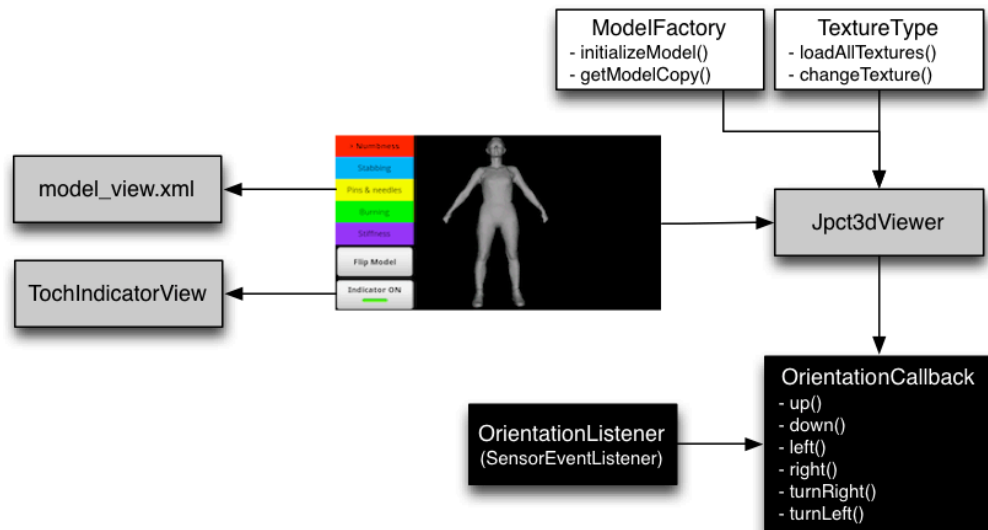 ModelFactory
- initializeModel()
- getModelCopy()
TextureType
- loadAllTextures()
- changeTexture()
› Numbness
Stabbing
Pins & needles
Burning
Stiffness
Flip Model
Indicator ON
model_view.xml
TochIndicatorView
Jpct3dViewer
OrientationListener
(SensorEventListener)
OrientationCallback
- up()
- down()
- left()
- right()
- turnRight()
- turnLeft()